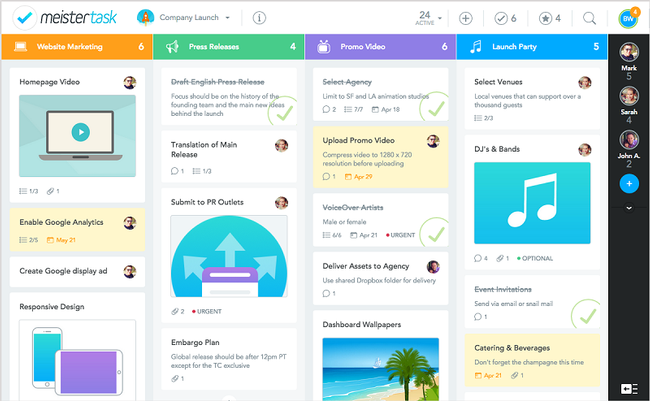 meistertask
Company Launch
24
ACTIVE
6
4
BW
4
Website Marketing 6
Homepage Video
1/3 1
Enable Google Analytics
2/5 May 21
Create Google display ad
Responsive Design
Press Releases 4
Draft English Press Release
Focus should be on the history of the
founding team and the main new ideas
behind the launch
Translation of Main
Release
1 1/3
Submit to PR Outlets
2 URGENT
Embargo Plan
Global release should be after 12pm PT
except for the TC exclusive
1
Promo Video 6
Select Agency
Limit to SF and LA animation studios
2 7/7 Apr 18
Upload Promo Video
Compress video to 1280 x 720
resolution before uploading
1 Apr 29
VoiceOver Artists
Male or female
6/6 Apr 21 URGENT
Deliver Assets to Agency
Use shared Dropbox folder for delivery
1
Dashboard Wallpapers
Launch Party 5
Select Venues
Local venues that can support over a
thousand guests
2/3
DJ's & Bands
4 1 OPTIONAL
Event Invitations
Send via email or snail mail
1
Catering & Beverages
Don't forget the champagne this time
Apr 21 1
Mark
5
Sarah
4
John A.
2